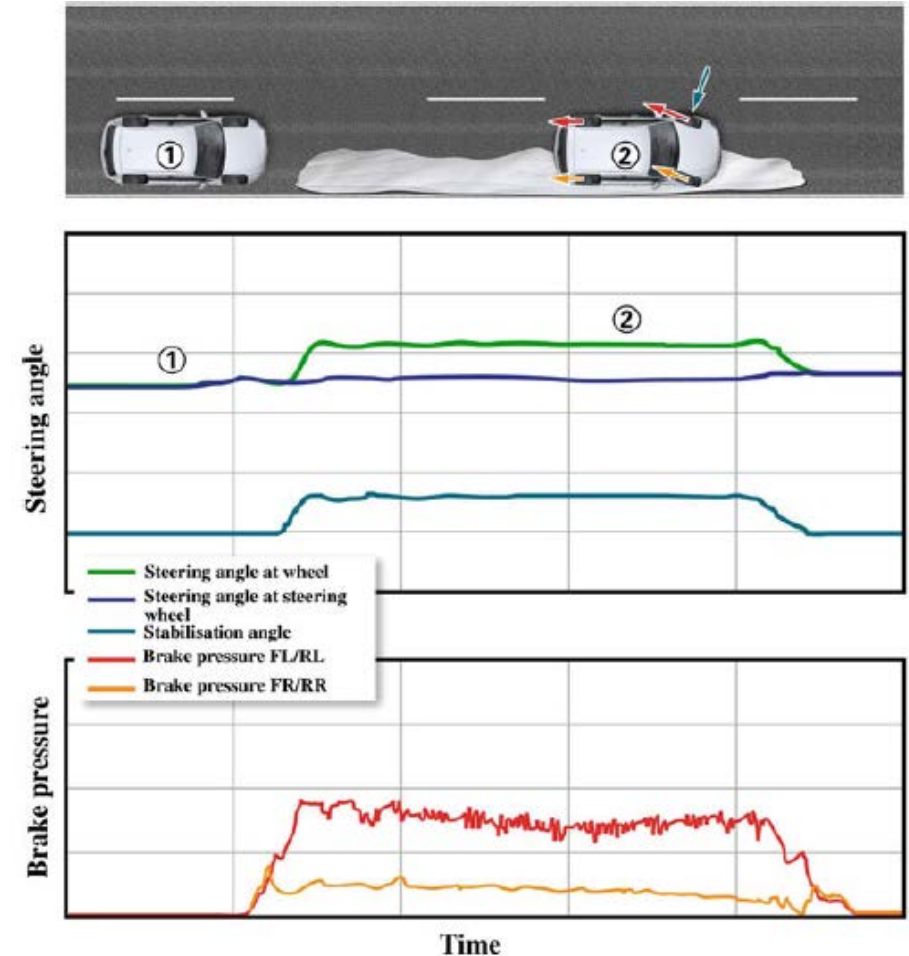 ① ②
Steering angle
①
②
Steering angle at wheel
Steering angle at steering
wheel
Stabilisation angle
Brake pressure FL/RL
Brake pressure FR/RR
Brake pressure
Time